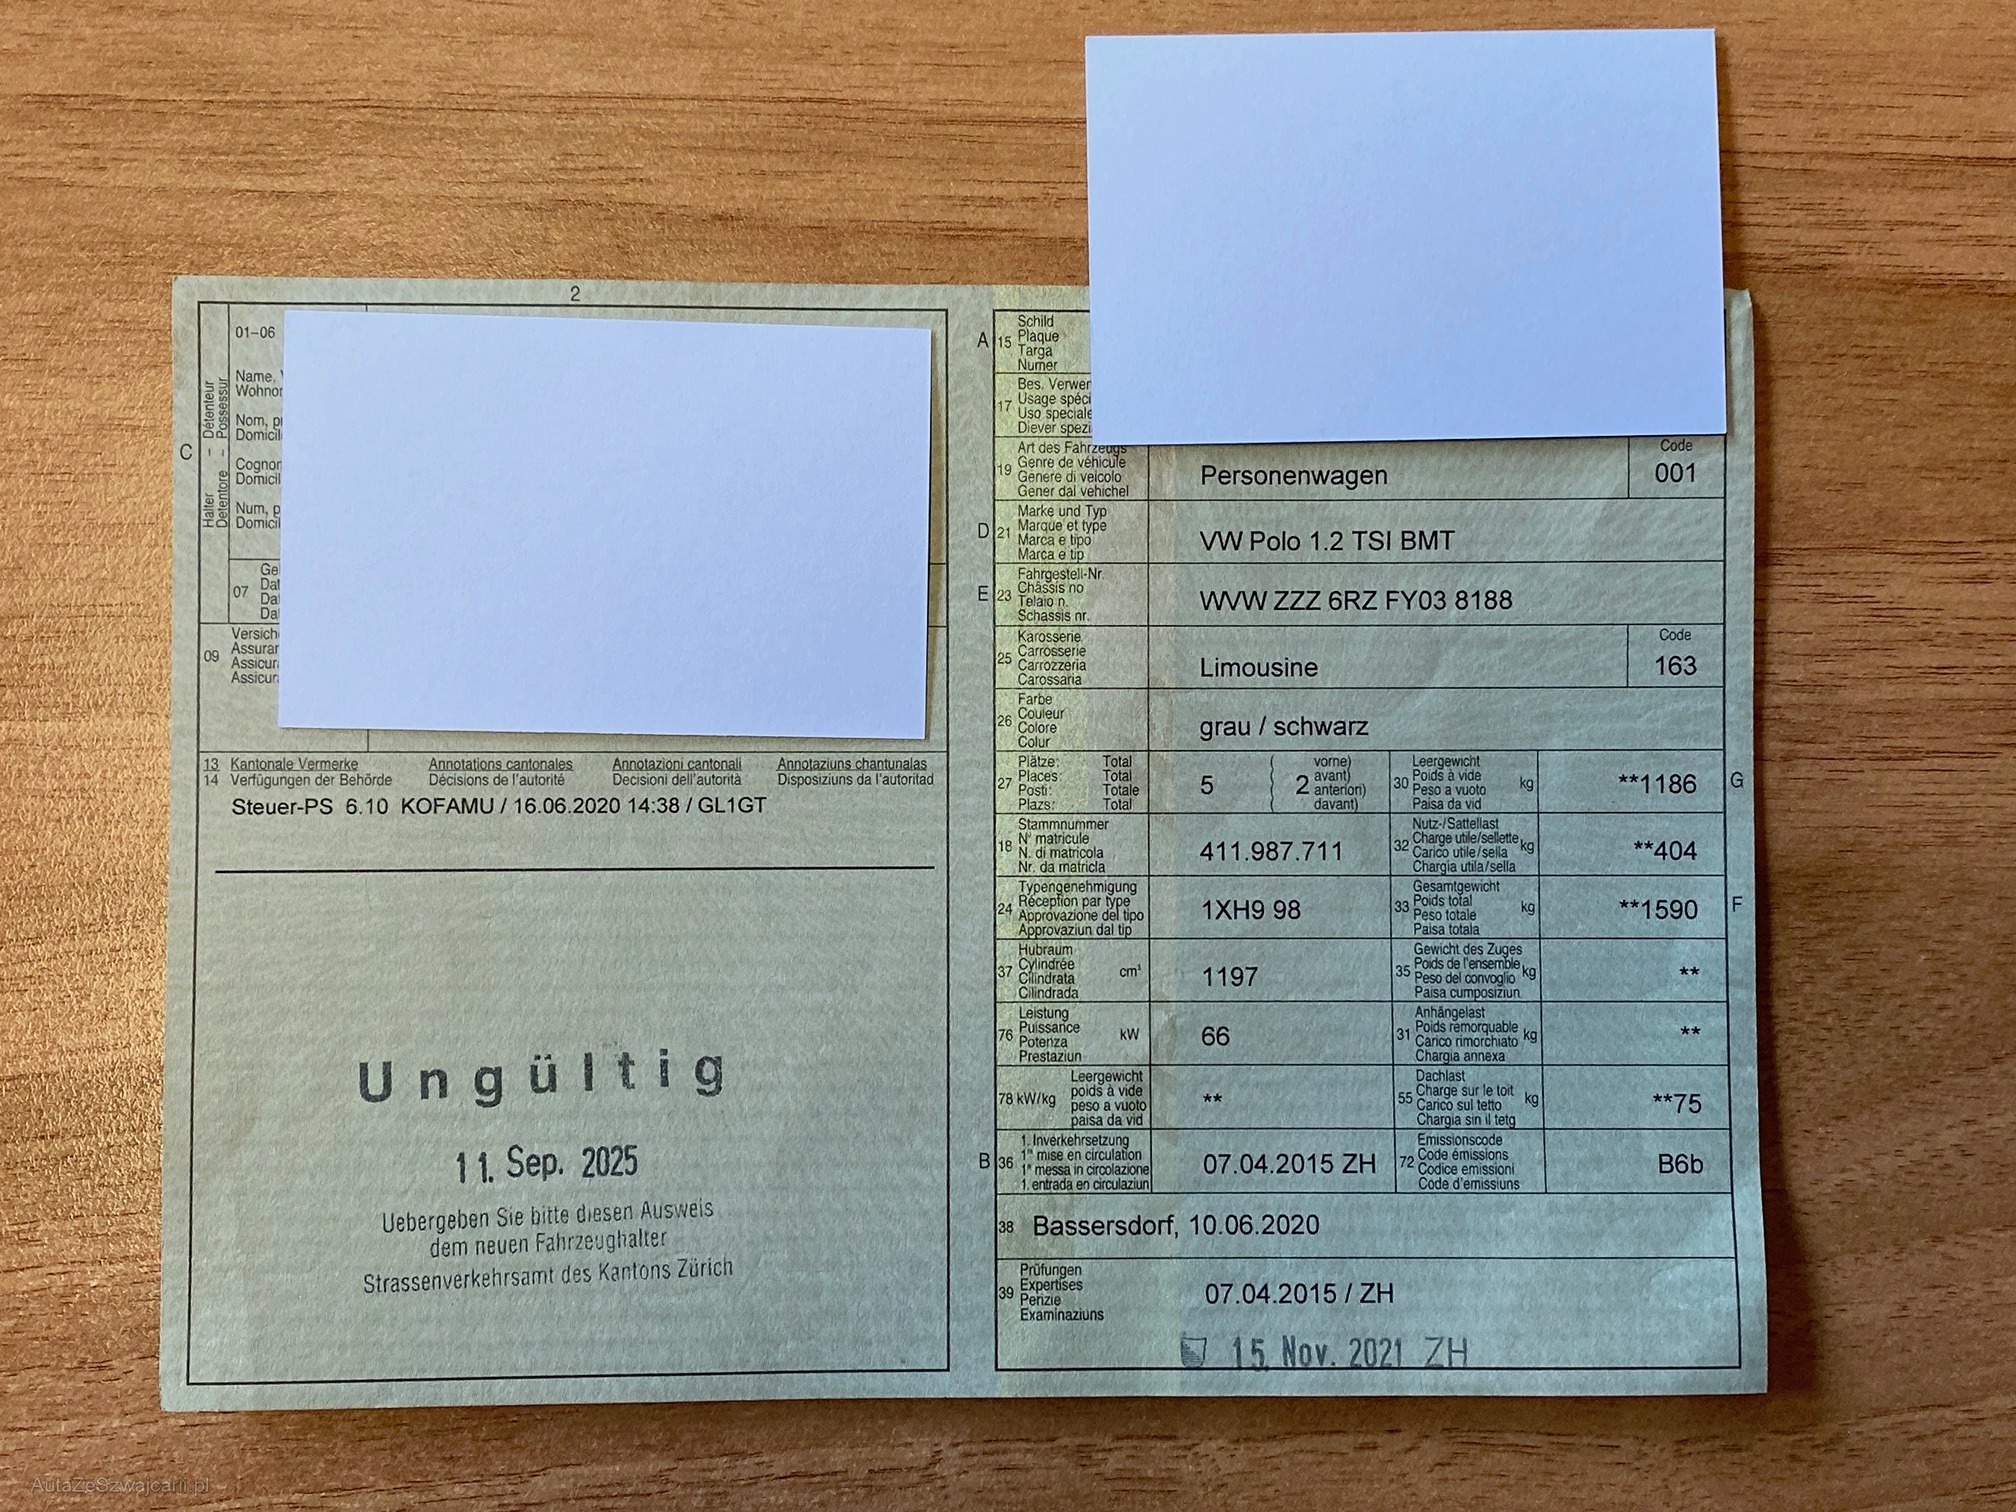 2
01–06
Name,
Wohnor
Nom, p
Domicil
Cognor
Domicil
Num, p
Domicil
C
Halter – Détenteur
Detentore – Possessur
07
Ge
Dat
Dat
Dat
09
Versich
Assurar
Assicur
Assicur
13 Kantonale Vermerke Annotations cantonales Annotazioni cantonali Annotaziuns chantunalas
14 Verfügungen der Behörde Décisions de l'autorité Decisioni dell'autorità Disposiziuns da l'autoritad
Steuer-PS 6.10 KOFAMU / 16.06.2020 14:38 / GL1GT
Ungültig
11. Sep. 2025
Uebergeben Sie bitte diesen Ausweis
dem neuen Fahrzeughalter
Strassenverkehrsamt des Kantons Zürich
A 15
Schild
Plaque
Targa
Numer
17
Bes. Verwer
Usage spéci
Uso speciale
Diever spezi
19
Art des Fahrzeugs
Genre de véhicule
Genere di veicolo
Gener dal vehichel
Personenwagen
Code
001
D 21
Marke und Typ
Marque et type
Marca e tipo
Marca e tip
VW Polo 1.2 TSI BMT
E 23
Fahrgestell-Nr.
Châssis no
Telaio n.
Schassis nr.
WVW ZZZ 6RZ FY03 8188
25
Karosserie
Carrosserie
Carrozzeria
Carossaria
Limousine
Code
163
26
Farbe
Couleur
Colore
Colur
grau / schwarz
27
Plätze: Total
Places: Total
Posti: Totale
Plazs: Total
5
2
vorne)
avant)
anteriori)
davant)
30
Leergewicht
Poids à vide
Peso a vuoto
Paisa da vid
kg
**1186
G
18
Stammnummer
N° matricule
N. di matricola
Nr. da matricla
411.987.711
32
Nutz-/Sattellast
Charge utile/sellette
Carico utile/sella
Chargia utila/sella
kg
**404
24
Typengenehmigung
Réception par type
Approvazione del tipo
Approvaziun dal tip
1XH9 98
33
Gesamtgewicht
Poids total
Peso totale
Paisa totala
kg
**1590
F
37
Hubraum
Cylindrée
Cilindrata
Cilindrada
cm³
1197
35
Gewicht des Zuges
Poids de l'ensemble
Peso del convoglio
Paisa cumposiziun
kg
**
76
Leistung
Puissance
Potenza
Prestaziun
kW
66
31
Anhängelast
Poids remorquable
Carico rimorchiato
Chargia annexa
kg
**
78 kW/kg
Leergewicht
poids à vide
peso a vuoto
paisa da vid
**
55
Dachlast
Charge sur le toit
Carico sul tetto
Chargia sin il tetg
kg
**75
B 36
1. Inverkehrsetzung
1re mise en circulation
1a messa in circolazione
1. entrada en circulaziun
07.04.2015 ZH
72
Emissionscode
Code émissions
Codice emissioni
Code d'emissiuns
B6b
38 Bassersdorf, 10.06.2020
39
Prüfungen
Expertises
Perizie
Examinaziuns
07.04.2015 / ZH
15. Nov. 2021 ZH
AutaZeSzwajcarii.pl